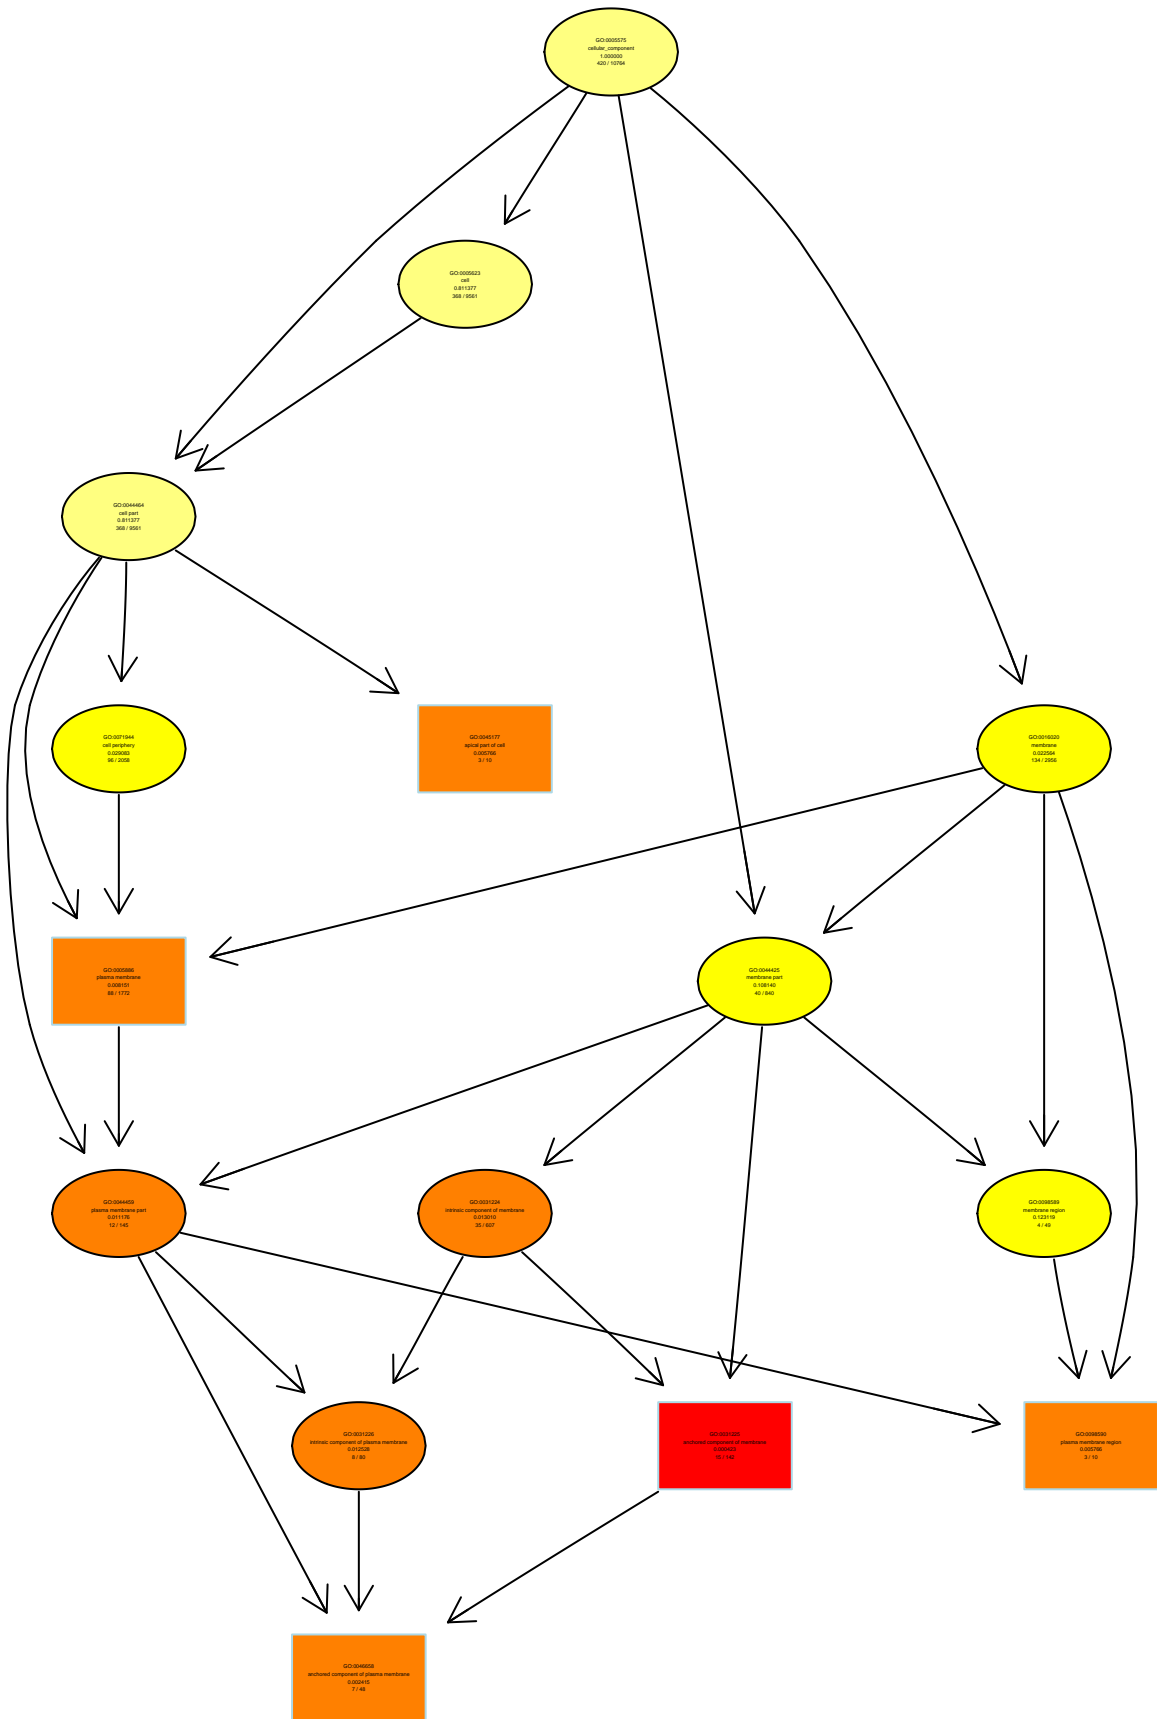 GO:0005575
cellular_component
1.000000
420 / 10764
GO:0005623
cell
0.811377
368 / 9561
GO:0044464
cell part
0.811377
368 / 9561
GO:0071944
cell periphery
0.029083
96 / 2058
GO:0045177
apical part of cell
0.005766
3 / 10
GO:0016020
membrane
0.022564
134 / 2956
GO:0005886
plasma membrane
0.008151
88 / 1772
GO:0044425
membrane part
0.108140
40 / 840
GO:0044459
plasma membrane part
0.011176
12 / 145
GO:0031224
intrinsic component of membrane
0.013010
35 / 607
GO:0098589
membrane region
0.123119
4 / 49
GO:0031226
intrinsic component of plasma membrane
0.012528
8 / 80
GO:0031225
anchored component of membrane
15 / 142
GO:0098590
plasma membrane region
0.005766
3 / 10
GO:0046658
anchored component of plasma membrane
0.002415
7 / 48